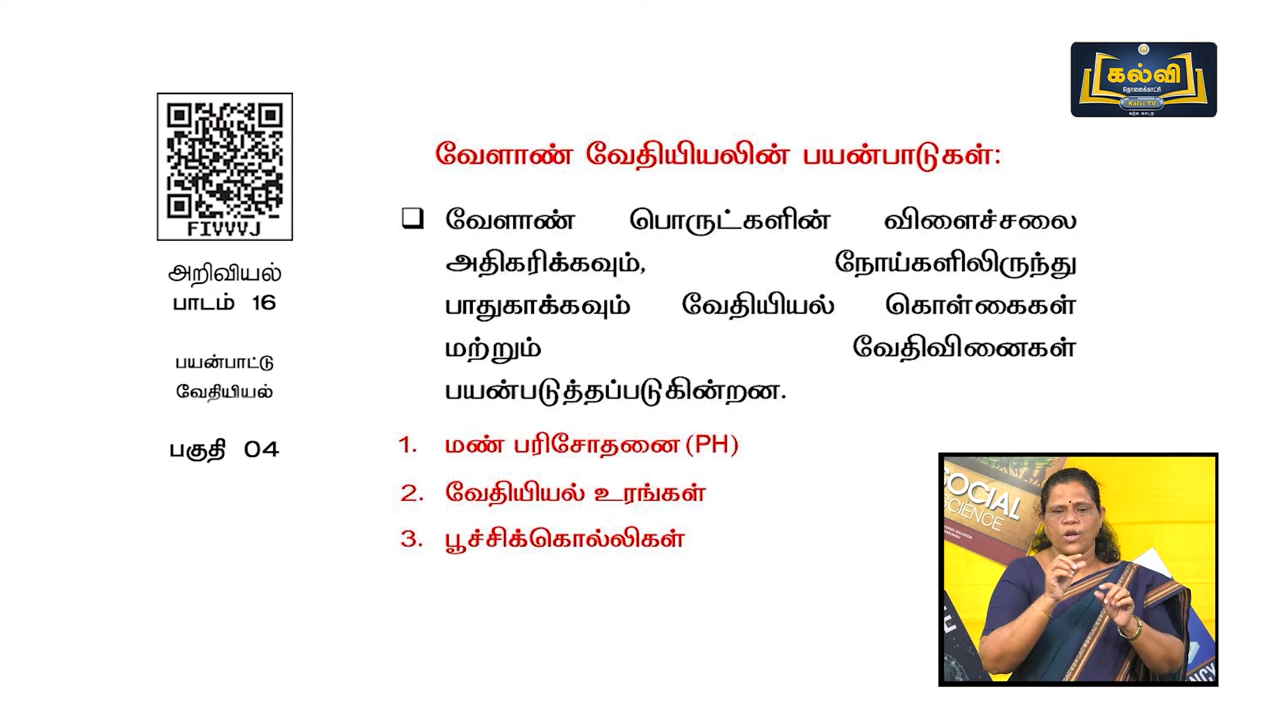 கல்வி
தொலைக்காட்சி
Kalvi TV
FIVVVJ
அறிவியல்
பாடம் 16
பயன்பாட்டு
வேதியியல்
பகுதி 04
வேளாண் வேதியியலின் பயன்பாடுகள்:
வேளாண் பொருட்களின் விளைச்சலை
அதிகரிக்கவும், நோய்களிலிருந்து
பாதுகாக்கவும் வேதியியல் கொள்கைகள்
மற்றும் வேதிவினைகள்
பயன்படுத்தப்படுகின்றன.
1. மண் பரிசோதனை (PH)
2. வேதியியல் உரங்கள்
3. பூச்சிக்கொல்லிகள்
SOCIAL
SCIENCE